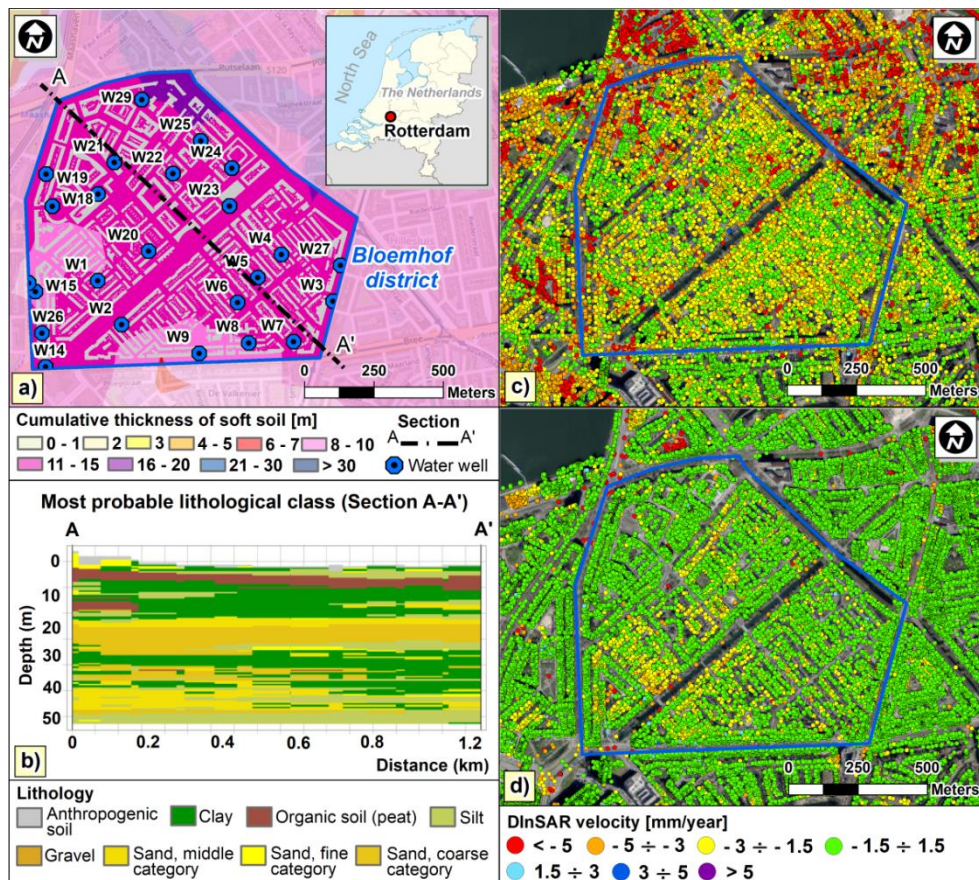 N
A
W29
W25
W21
W22
W24
W19
W18
W23
W4
W27
W20
W5
W1
W15
W6
W3
W2
W26
W9
W8
W7
W14
A'
Rutselaan
S120
North Sea
The Netherlands
Rotterdam
Bloemhof
district
0 250 500
Meters
a)
Cumulative thickness of soft soil [m]
0 - 1
2
3
4 - 5
6 - 7
8 - 10
11 - 15
16 - 20
21 - 30
> 30
Section
A A'
Water well
Most probable lithological class (Section A-A')
A A'
Depth (m)
0
10
20
30
40
50
0 0.2 0.4 0.6 0.8 1.2
Distance (km)
b)
Lithology
Anthropogenic
soil
Clay
Organic soil (peat)
Silt
Gravel
Sand, middle
category
Sand, fine
category
Sand, coarse
category
N
0 250 500
Meters
c)
N
0 250 500
Meters
d)
DInSAR velocity [mm/year]
< -5
-5 ÷ -3
-3 ÷ -1.5
-1.5 ÷ 1.5
1.5 ÷ 3
3 ÷ 5
> 5